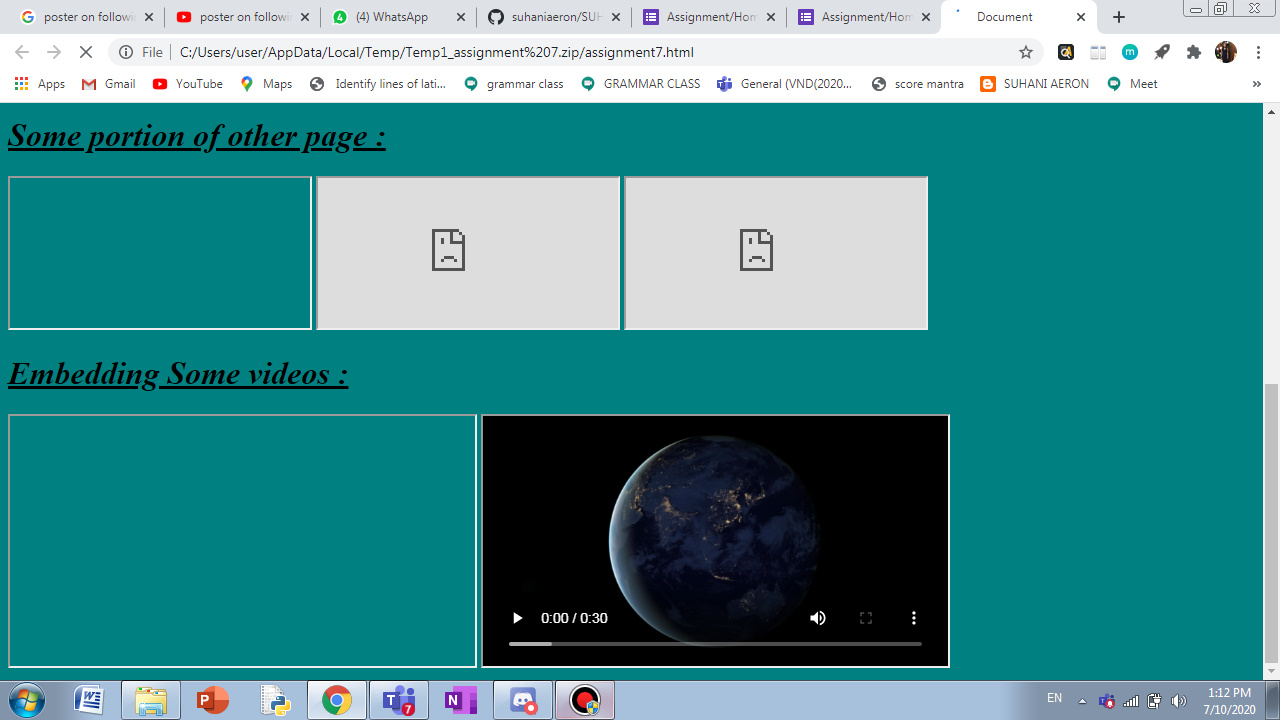 poster on followin
poster on followin
(4) WhatsApp
suhaniaeron/SUH
Assignment/Hom
Assignment/Hom
Document
File
C:/Users/user/AppData/Local/Temp/Temp1_assignment%207.zip/assignment7.html
Apps
Gmail
YouTube
Maps
Identify lines of lati...
grammar class
GRAMMAR CLASS
General (VND(2020...
score mantra
SUHANI AERON
Meet
»
Some portion of other page :
Embedding Some videos :
0:00 / 0:30
7
EN
1:12 PM
7/10/2020